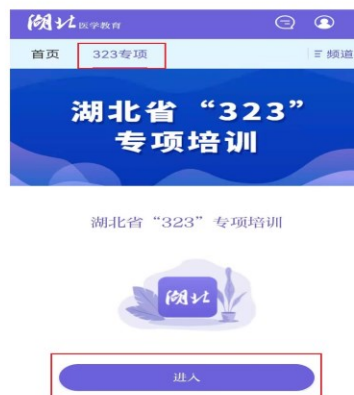 湖北医学教育
首页 323专项 频道
湖北省“323”
专项培训
湖北省“323”专项培训
湖北
进入